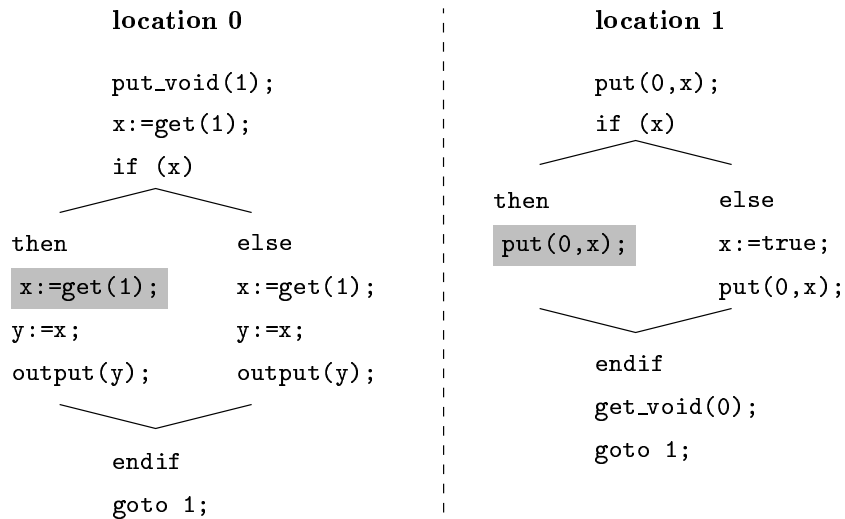 location 0
put_void(1);
x:=get(1);
if (x)
then
x:=get(1);
y:=x;
output(y);
else
x:=get(1);
y:=x;
output(y);
endif
goto 1;
location 1
put(0,x);
if (x)
then
put(0,x);
else
x:=true;
put(0,x);
endif
get_void(0);
goto 1;